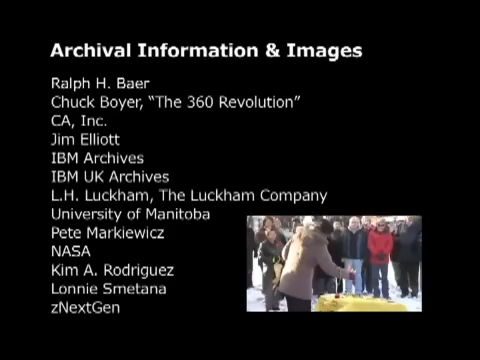 Archival Information & Images
Ralph H. Baer
Chuck Boyer, “The 360 Revolution”
CA, Inc.
Jim Elliott
IBM Archives
IBM UK Archives
L.H. Luckham, The Luckham Company
University of Manitoba
Pete Markiewicz
NASA
Kim A. Rodriguez
Lonnie Smetana
zNextGen